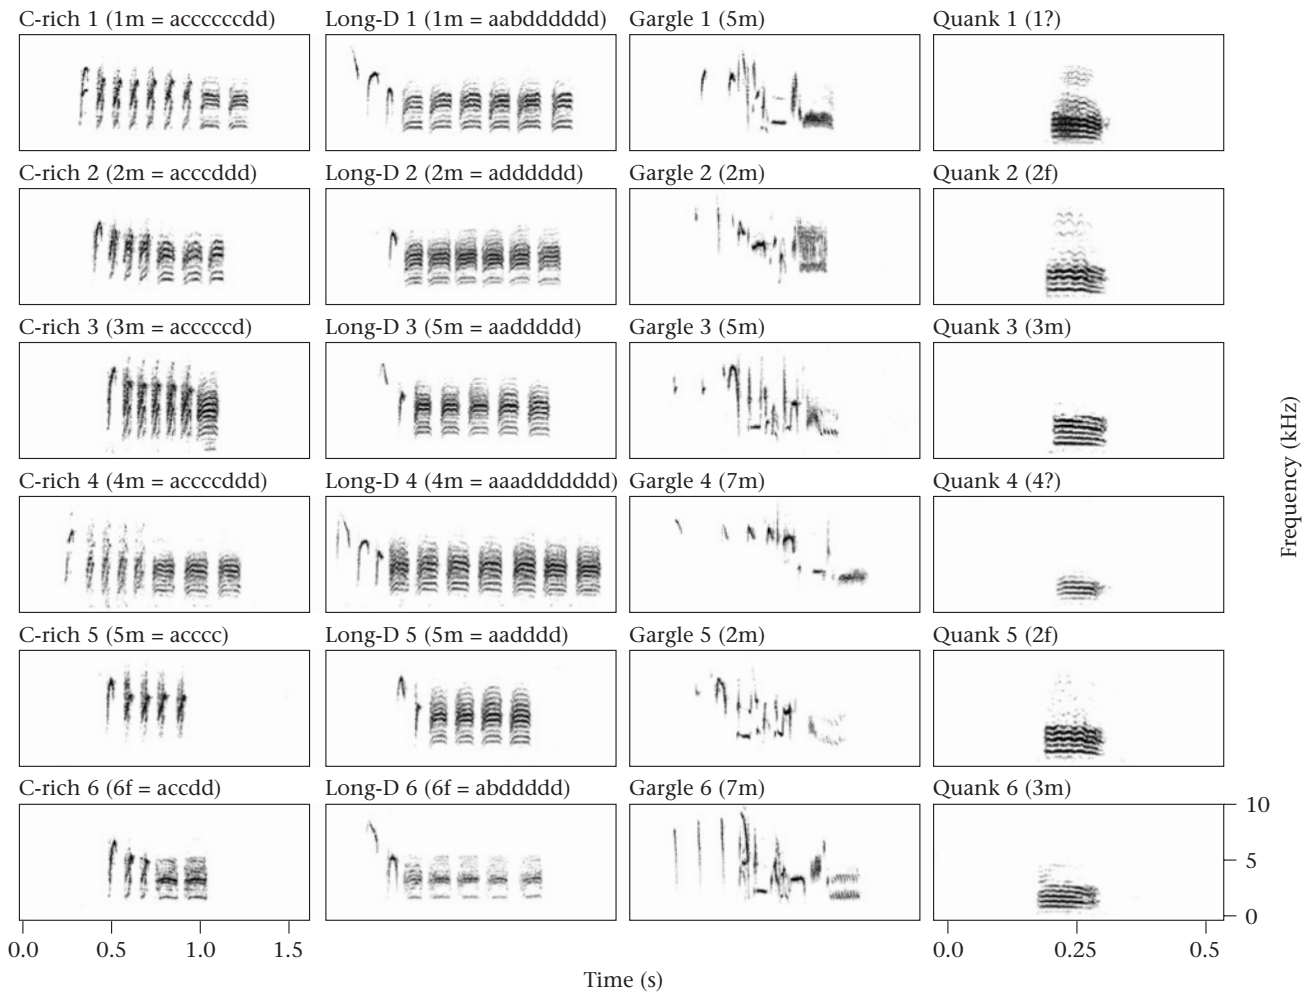 C-rich 1 (1m = accccccdd)
Long-D 1 (1m = aabdddddd)
Gargle 1 (5m)
Quank 1 (1?)
C-rich 2 (2m = acccddd)
Long-D 2 (2m = adddddd)
Gargle 2 (2m)
Quank 2 (2f)
C-rich 3 (3m = acccccd)
Long-D 3 (5m = aaddddd)
Gargle 3 (5m)
Quank 3 (3m)
C-rich 4 (4m = accccddd)
Long-D 4 (4m = aaaddddddd)
Gargle 4 (7m)
Quank 4 (4?)
C-rich 5 (5m = acccc)
Long-D 5 (5m = aadddd)
Gargle 5 (2m)
Quank 5 (2f)
C-rich 6 (6f = accdd)
Long-D 6 (6f = abddddd)
Gargle 6 (7m)
Quank 6 (3m)
10
5
0
Frequency (kHz)
0.0 0.5 1.0 1.5
0.0 0.25 0.5
Time (s)